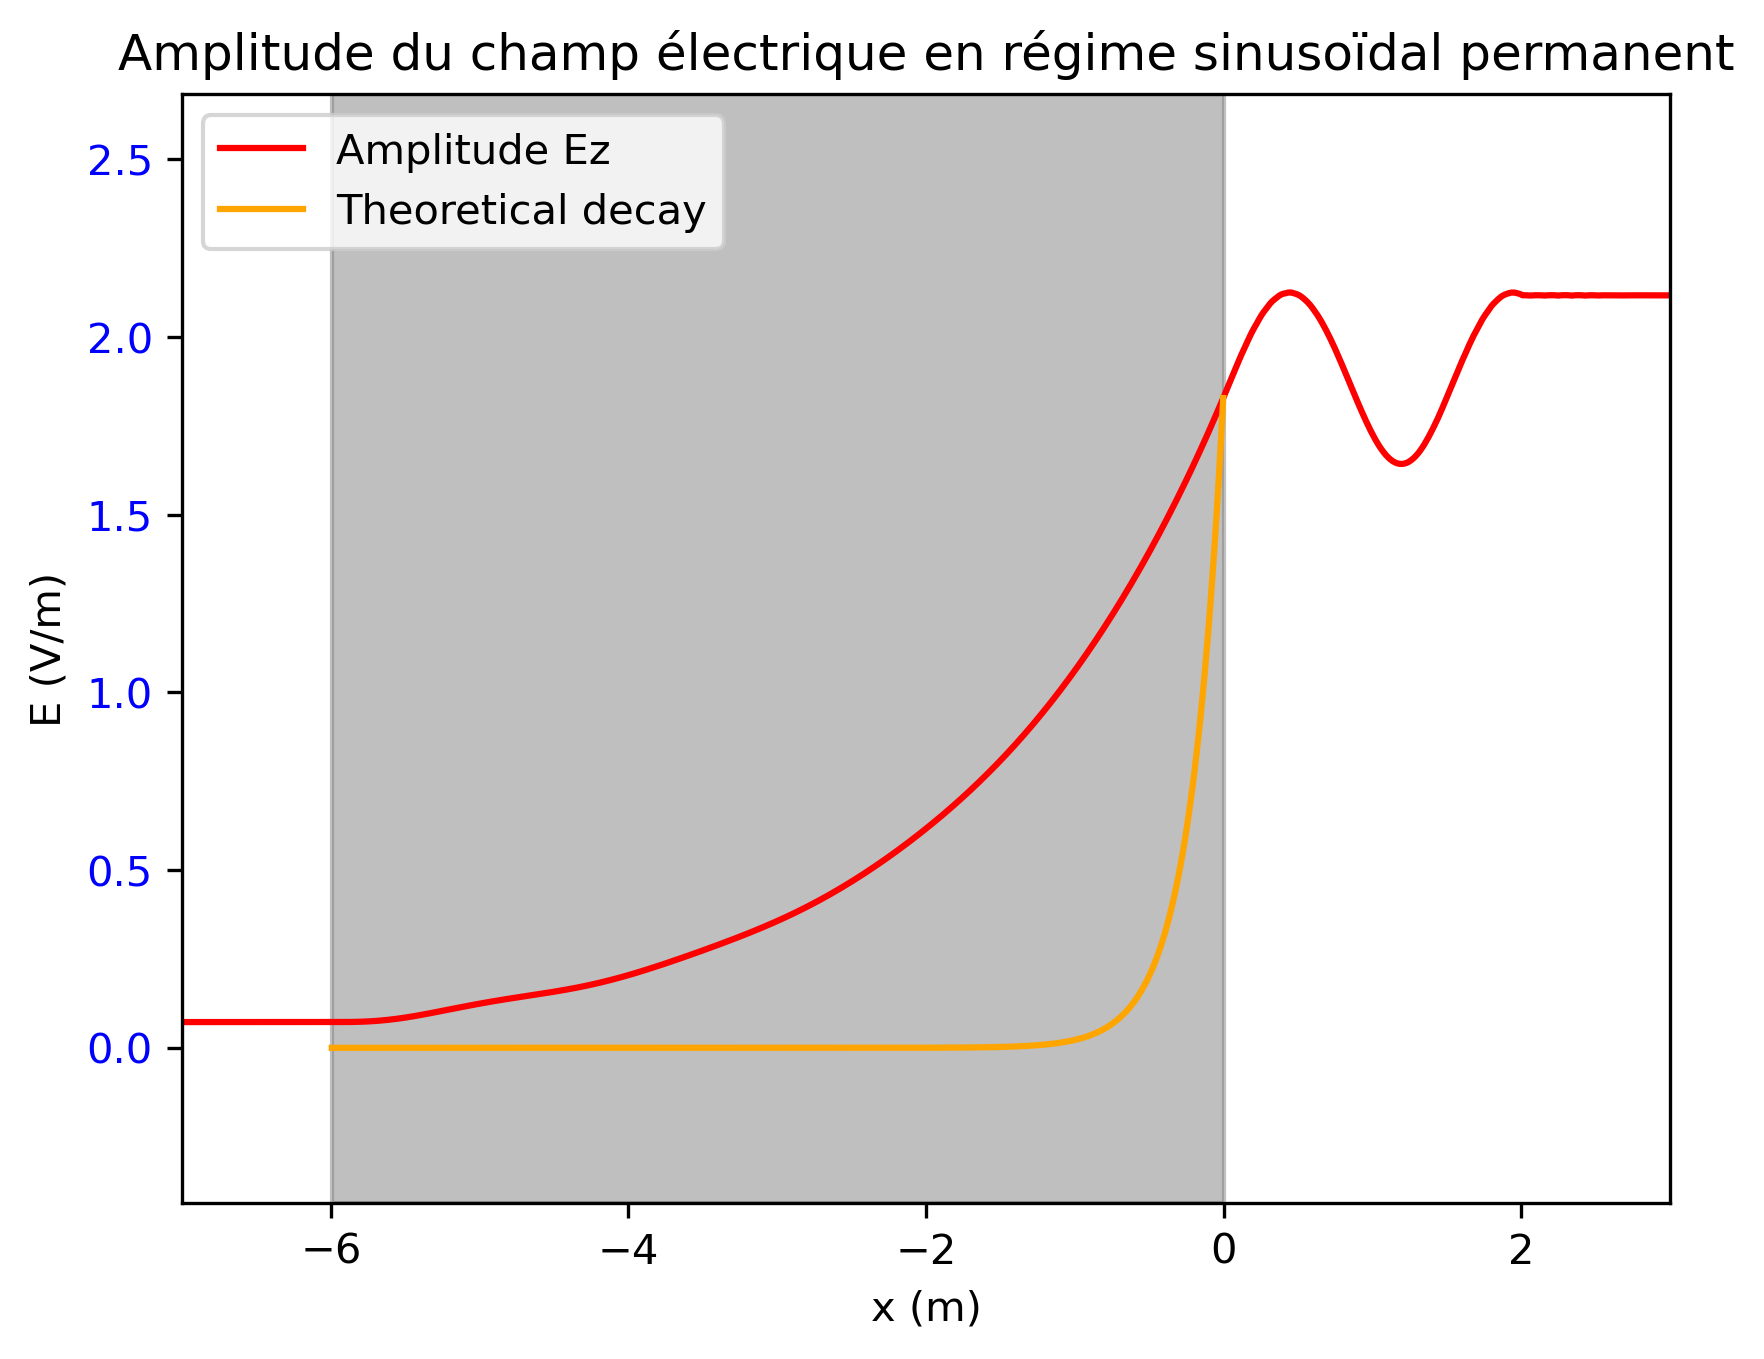 Amplitude du champ électrique en régime sinusoïdal permanent
Amplitude Ez
Theoretical decay
2.5
2.0
1.5
1.0
0.5
0.0
E (V/m)
−6
−4
−2
0
2
x (m)